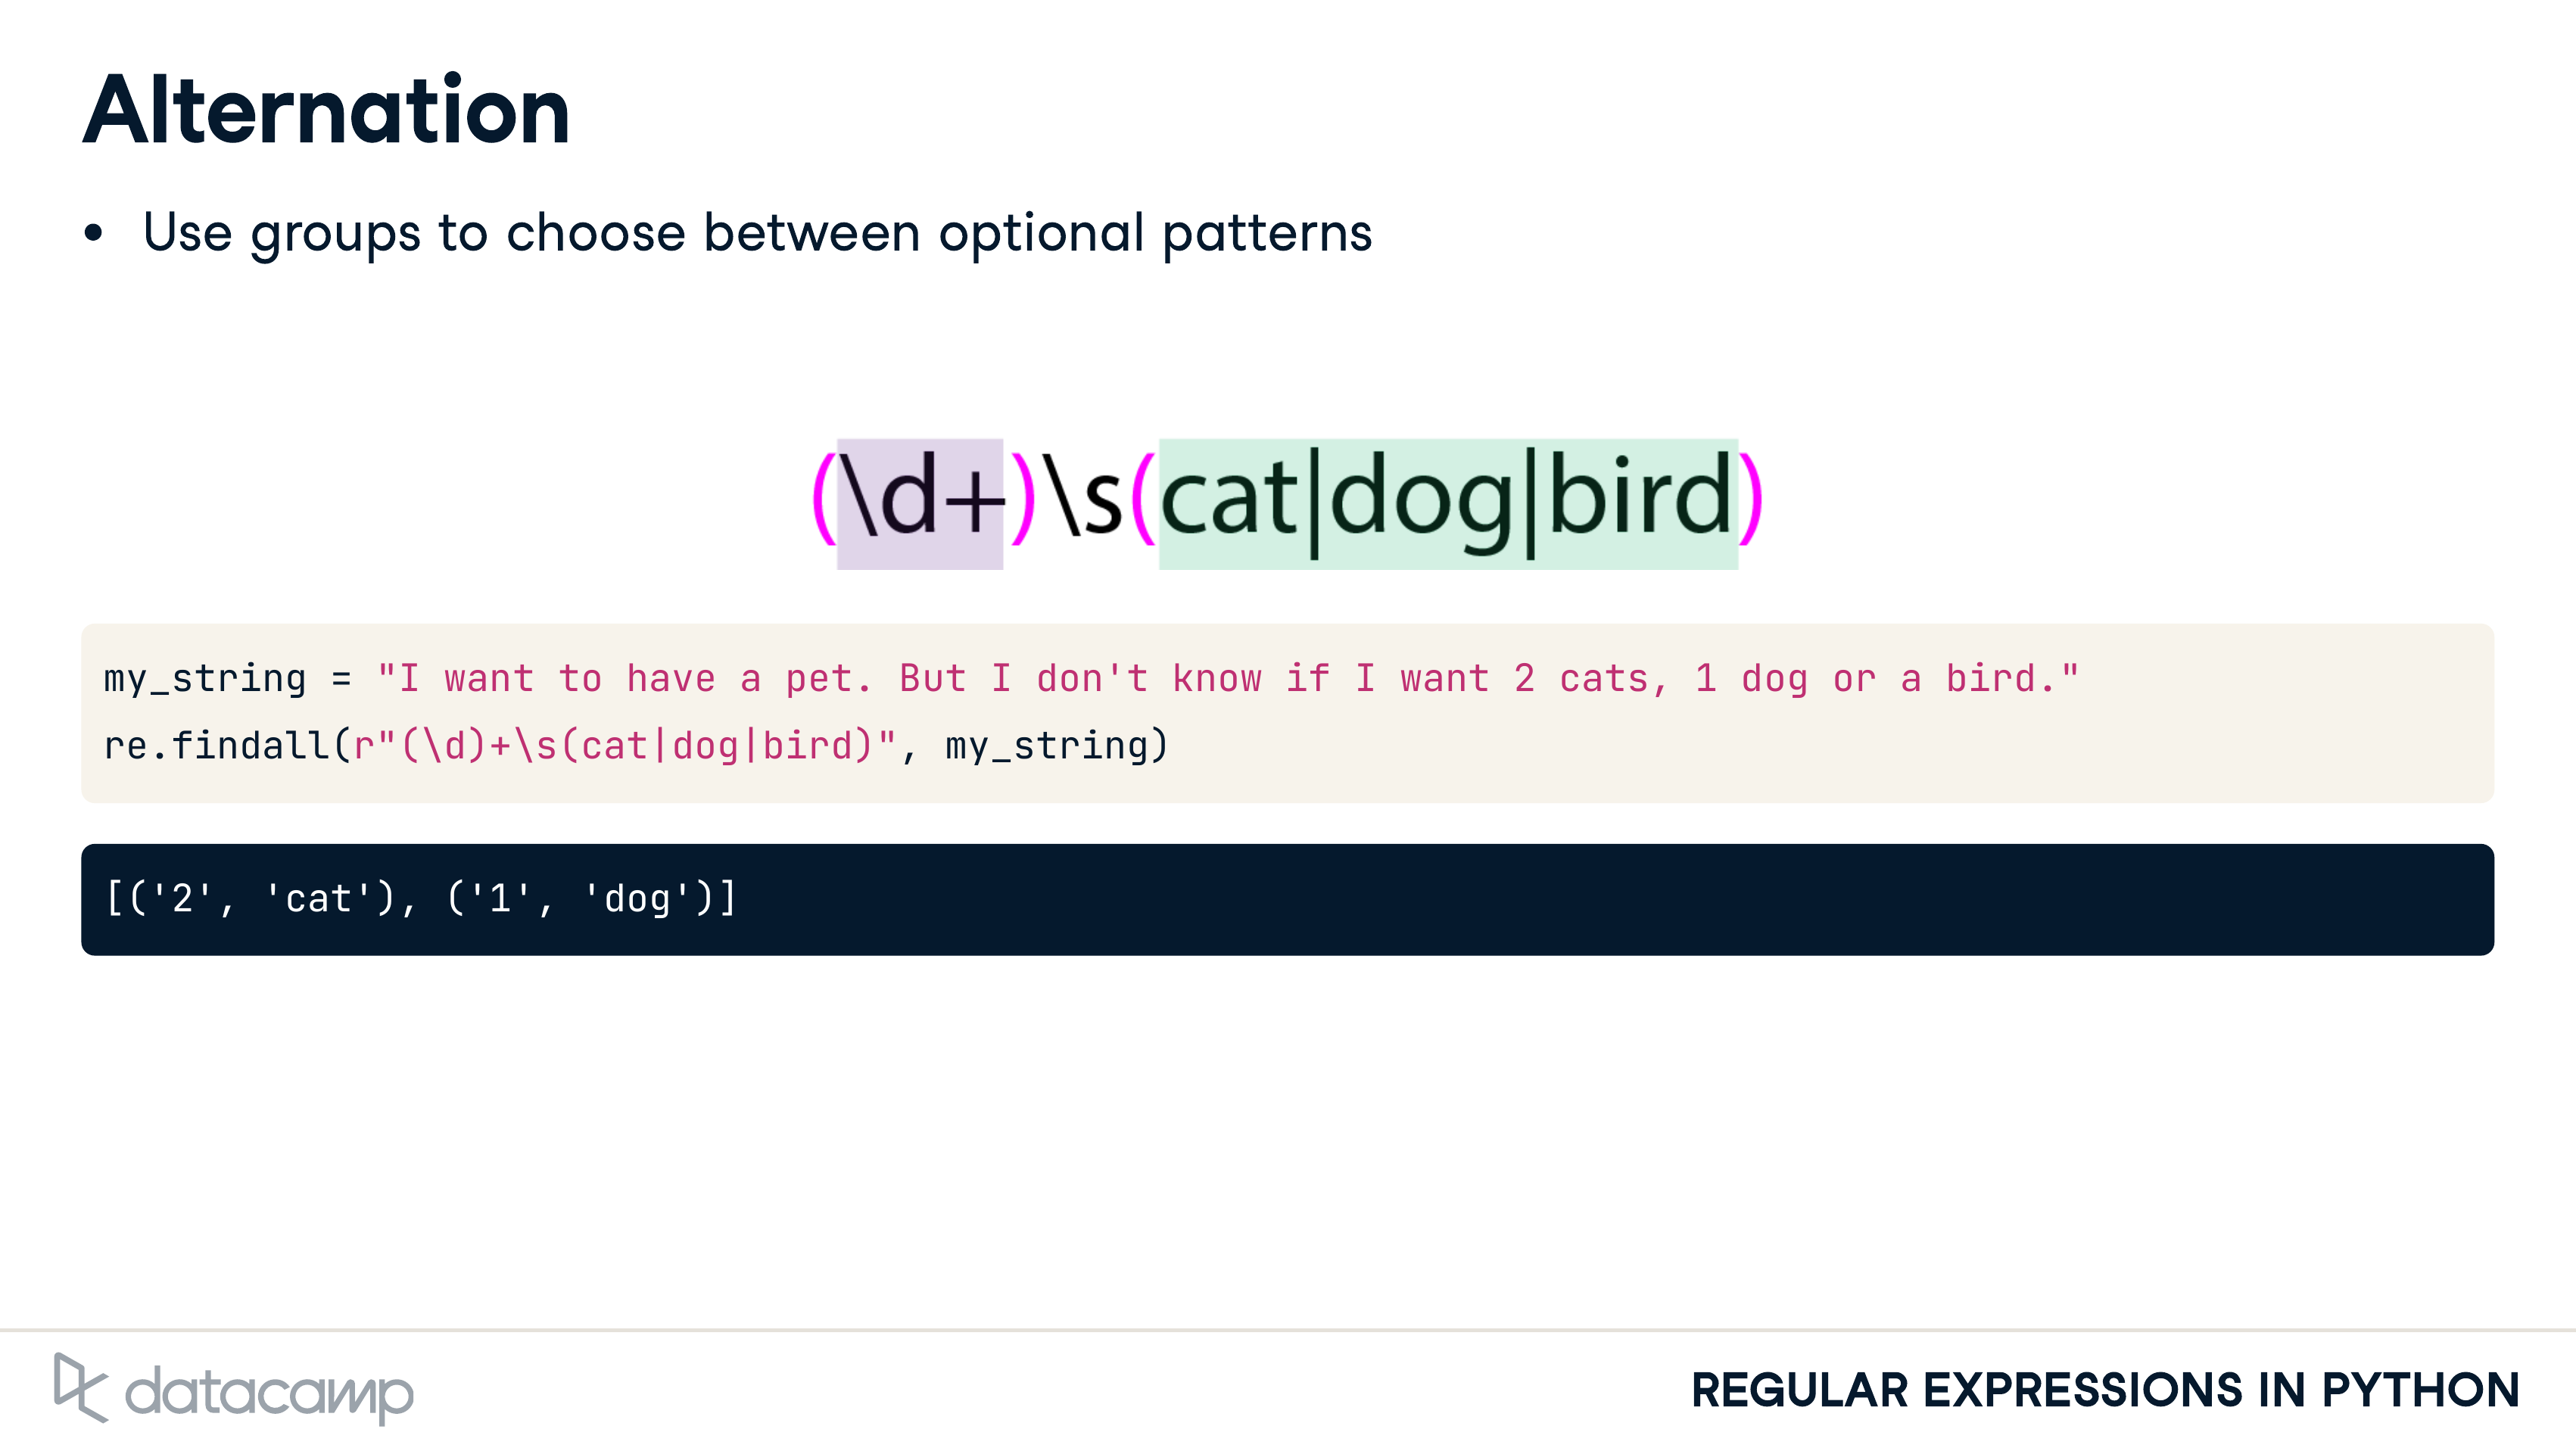 Alternation
• Use groups to choose between optional patterns
(\d+)\s(cat|dog|bird)
my_string = "I want to have a pet. But I don't know if I want 2 cats, 1 dog or a bird."
re.findall(r"(\d)+\s(cat|dog|bird)", my_string)
[('2', 'cat'), ('1', 'dog')]
datacamp
REGULAR EXPRESSIONS IN PYTHON